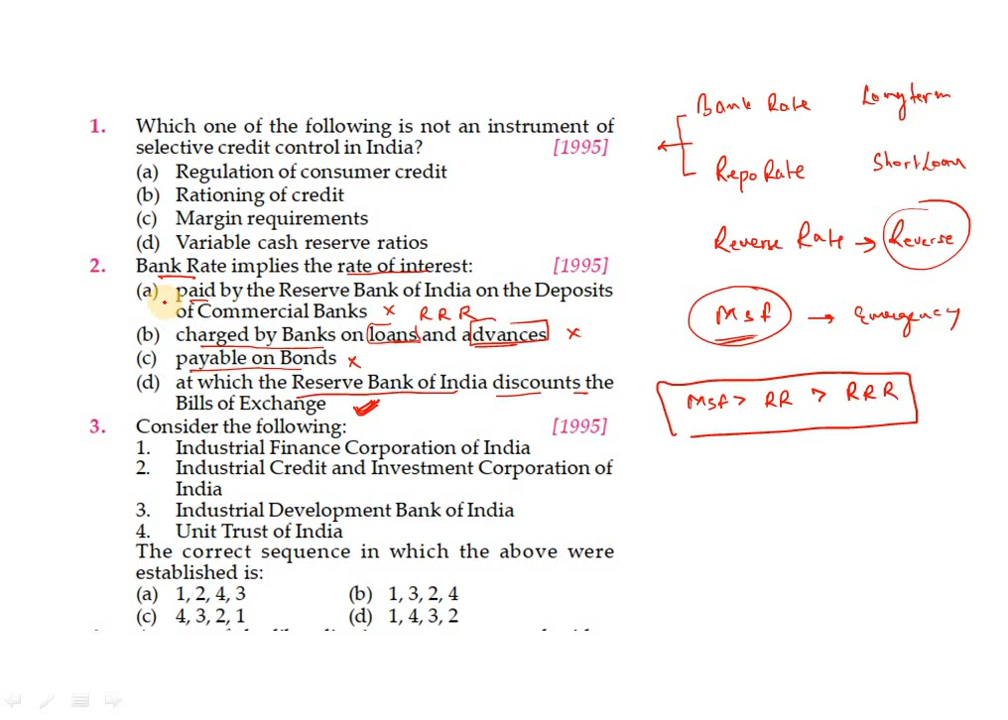 1. Which one of the following is not an instrument of
selective credit control in India? [1995]
(a) Regulation of consumer credit
(b) Rationing of credit
(c) Margin requirements
(d) Variable cash reserve ratios
2. Bank Rate implies the rate of interest: [1995]
(a) paid by the Reserve Bank of India on the Deposits
of Commercial Banks × RRR
(b) charged by Banks on loans and advances ×
(c) payable on Bonds ×
(d) at which the Reserve Bank of India discounts the
Bills of Exchange ✓
3. Consider the following: [1995]
1. Industrial Finance Corporation of India
2. Industrial Credit and Investment Corporation of
India
3. Industrial Development Bank of India
4. Unit Trust of India
The correct sequence in which the above were
established is:
(a) 1, 2, 4, 3 (b) 1, 3, 2, 4
(c) 4, 3, 2, 1 (d) 1, 4, 3, 2
Bank Rate Longterm
Repo Rate Short Loan
Reverse Rate → Reverse
Msf → Emergency
Msf > RR > RRR